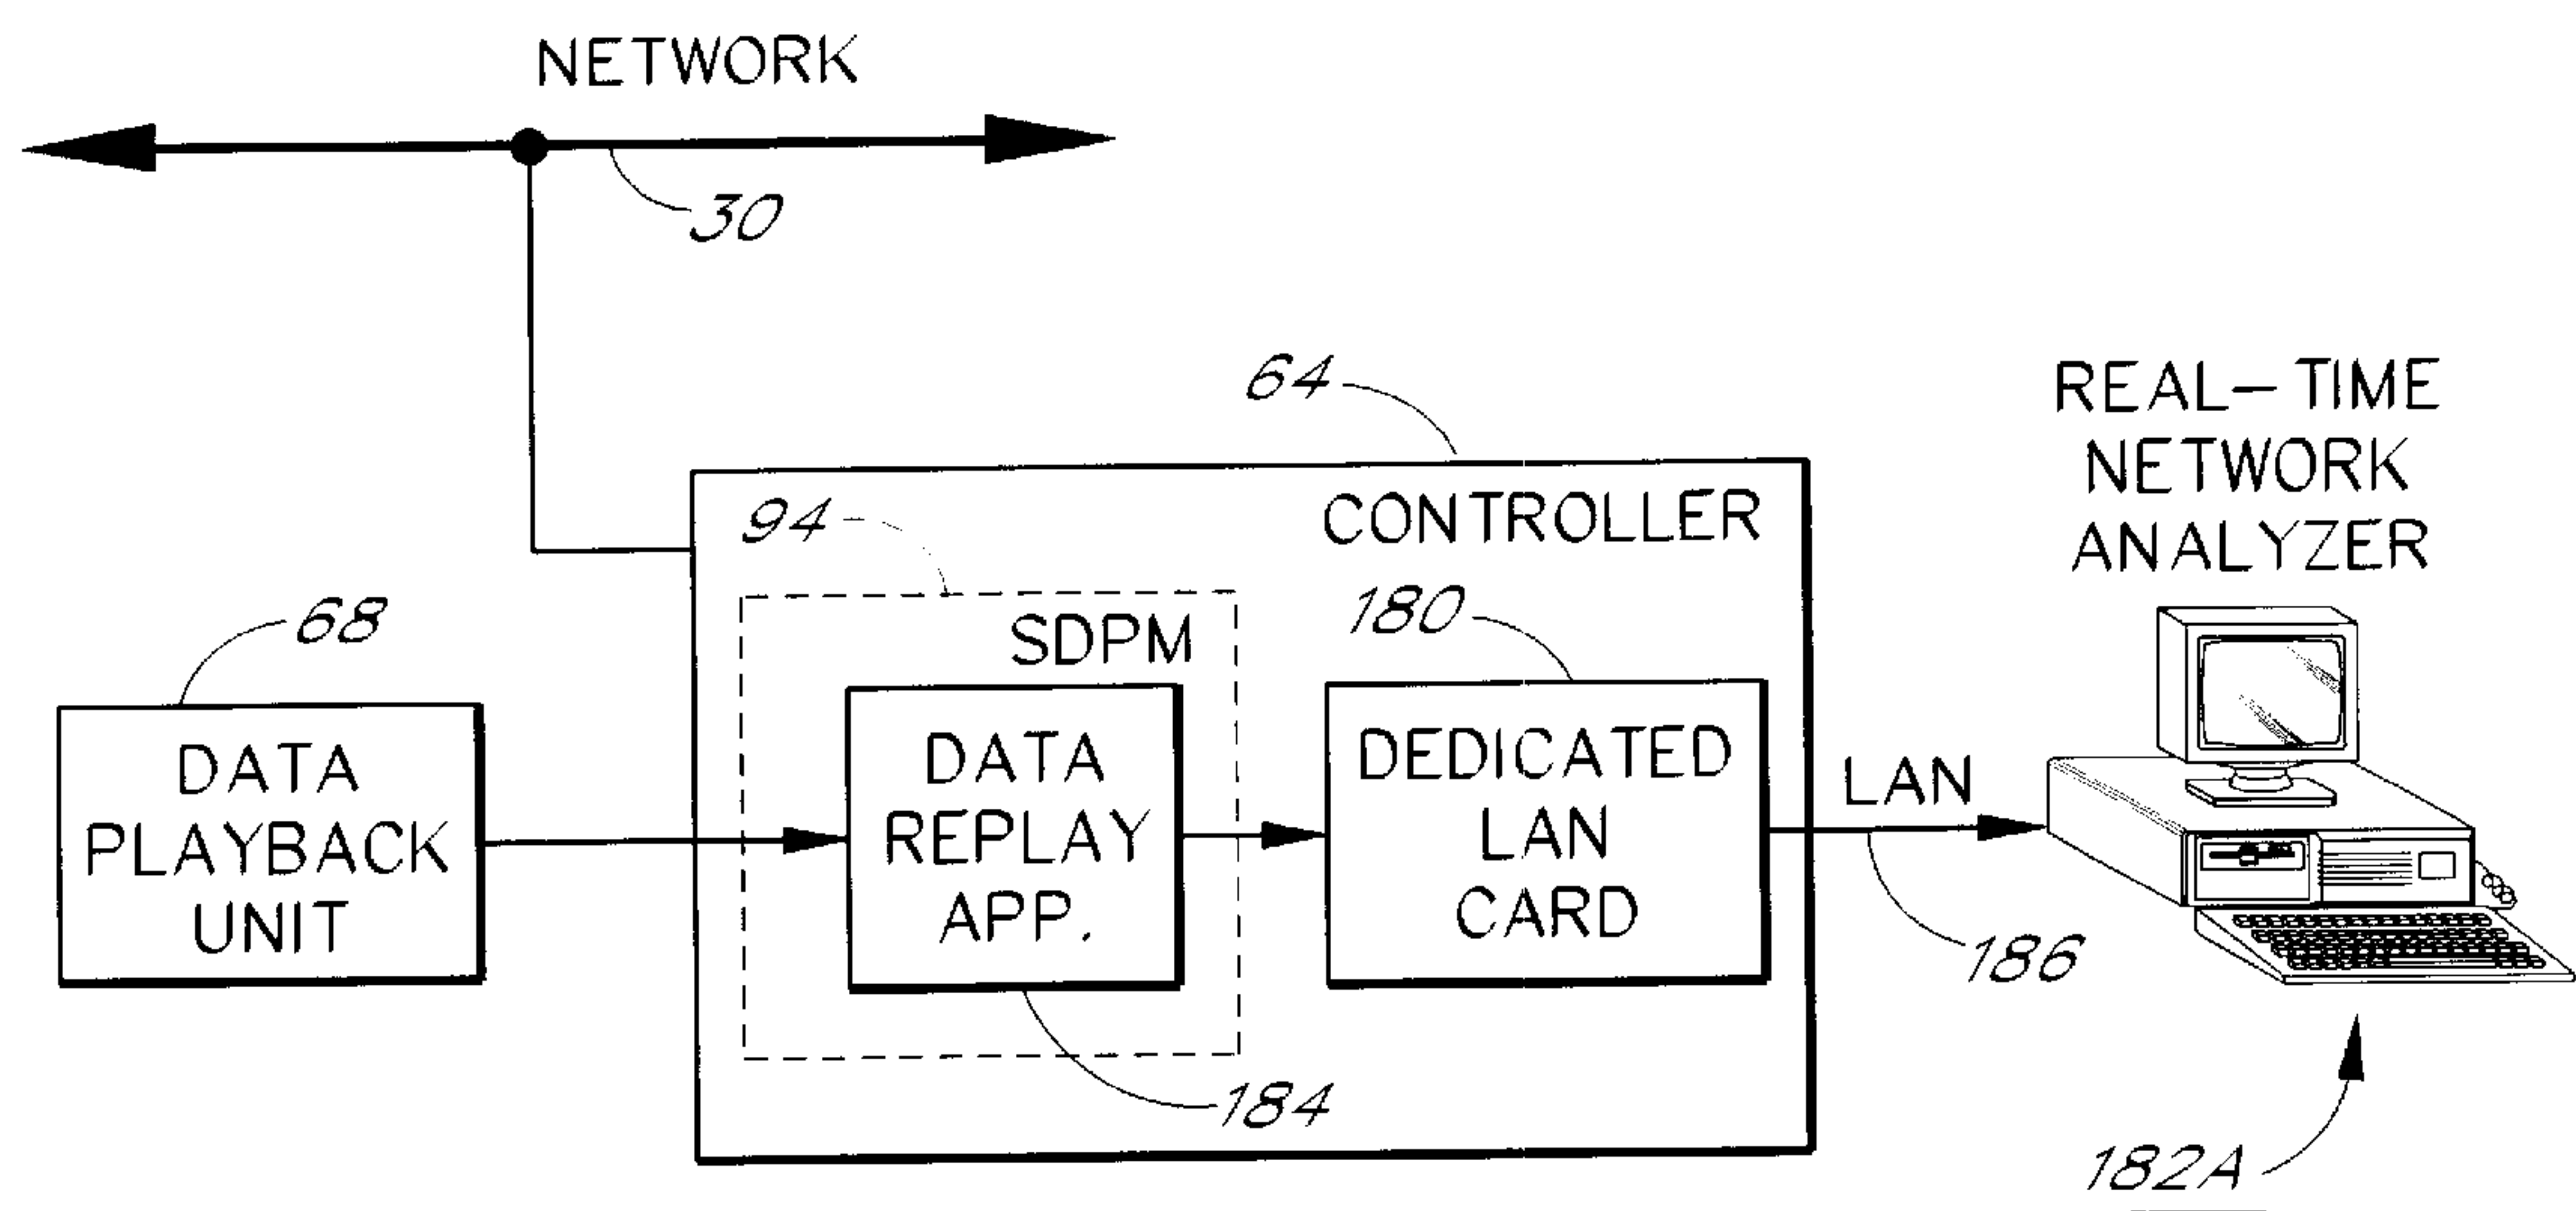 NETWORK
30
64
REAL-TIME
NETWORK
ANALYZER
94
CONTROLLER
68
SDPM
180
DATA
PLAYBACK
UNIT
DATA
REPLAY
APP.
DEDICATED
LAN
CARD
LAN
186
184
182A